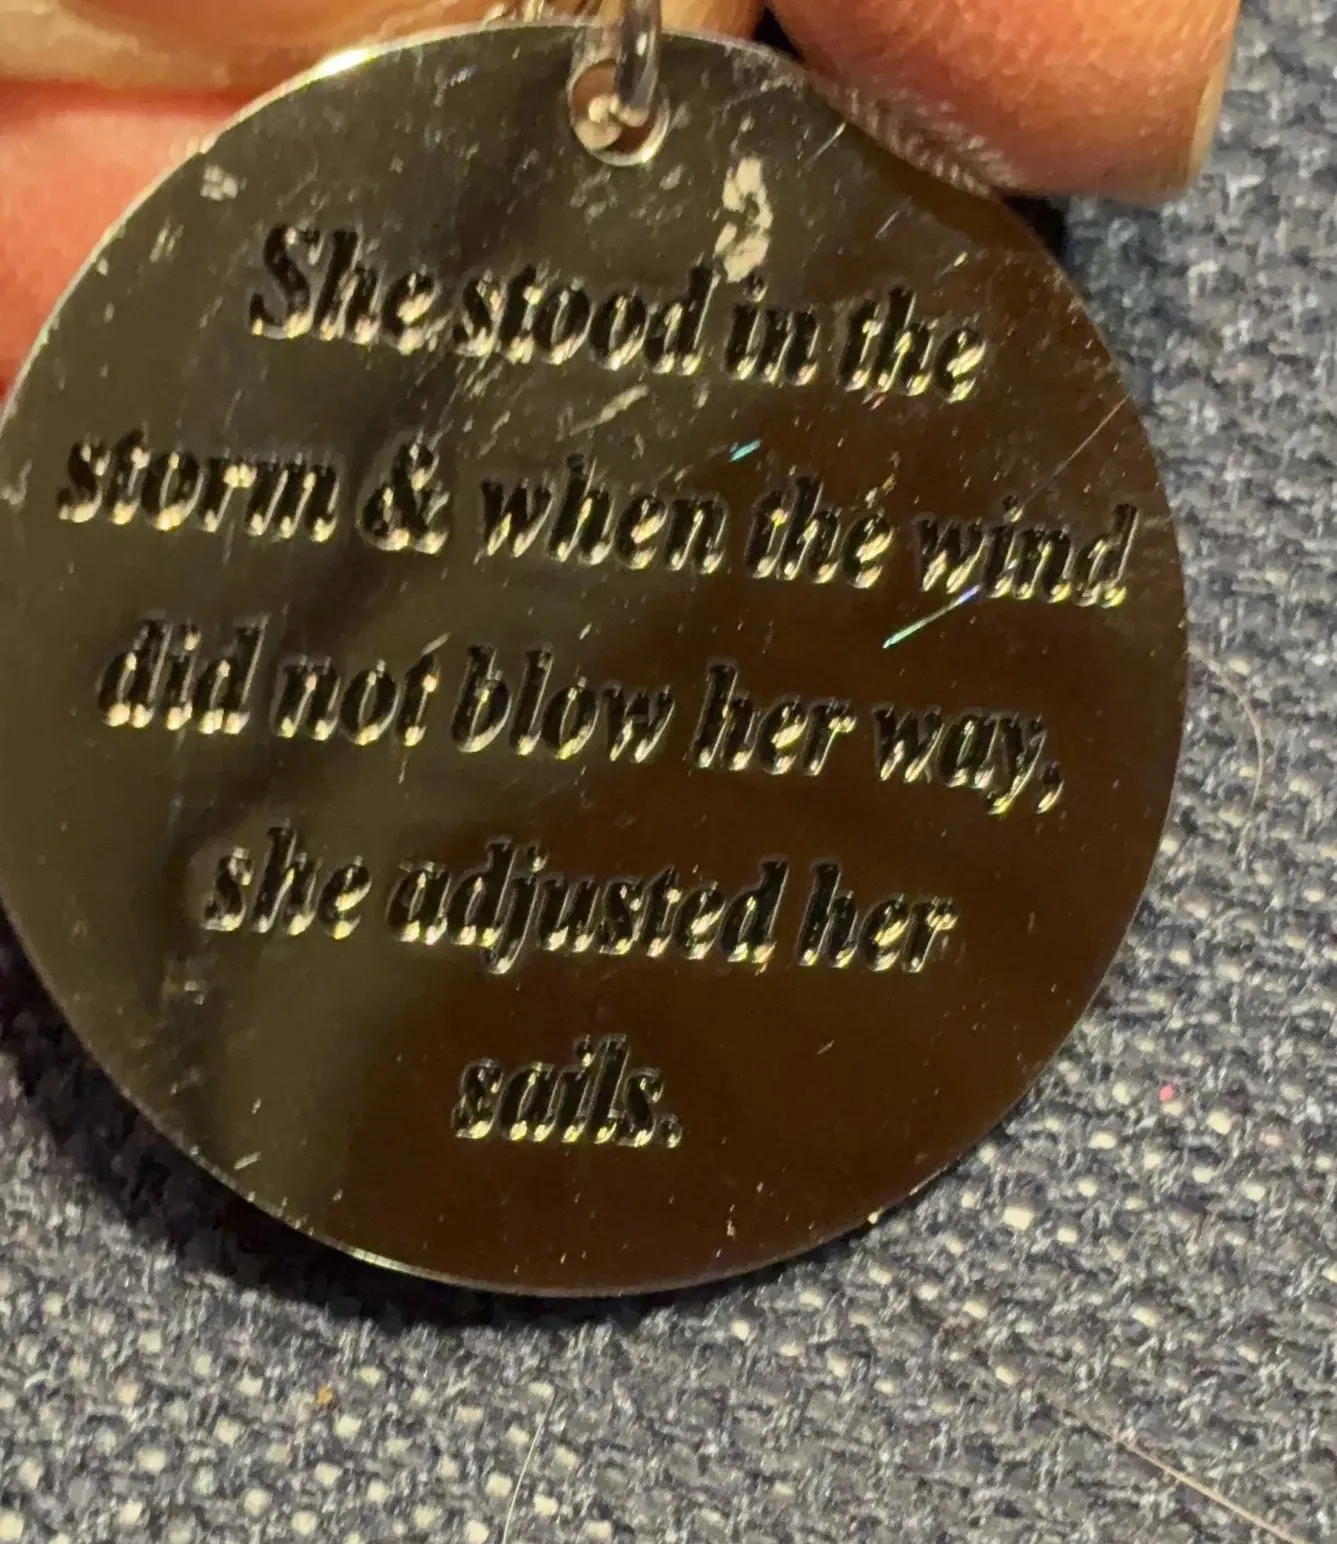 She stood in the
storm & when the wind
did not blow her way,
she adjusted her
sails.